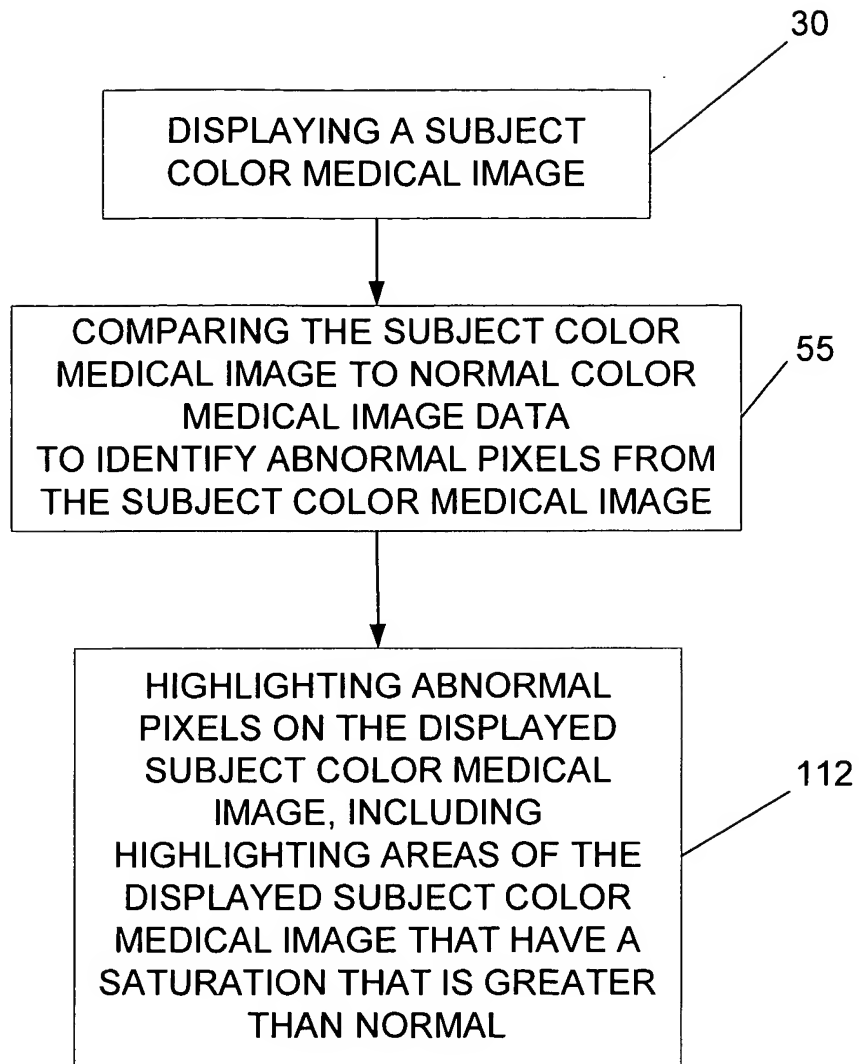 30
DISPLAYING A SUBJECT
COLOR MEDICAL IMAGE
COMPARING THE SUBJECT COLOR
MEDICAL IMAGE TO NORMAL COLOR
MEDICAL IMAGE DATA
TO IDENTIFY ABNORMAL PIXELS FROM
THE SUBJECT COLOR MEDICAL IMAGE
55
HIGHLIGHTING ABNORMAL
PIXELS ON THE DISPLAYED
SUBJECT COLOR MEDICAL
IMAGE, INCLUDING
HIGHLIGHTING AREAS OF THE
DISPLAYED SUBJECT COLOR
MEDICAL IMAGE THAT HAVE A
SATURATION THAT IS GREATER
THAN NORMAL
112